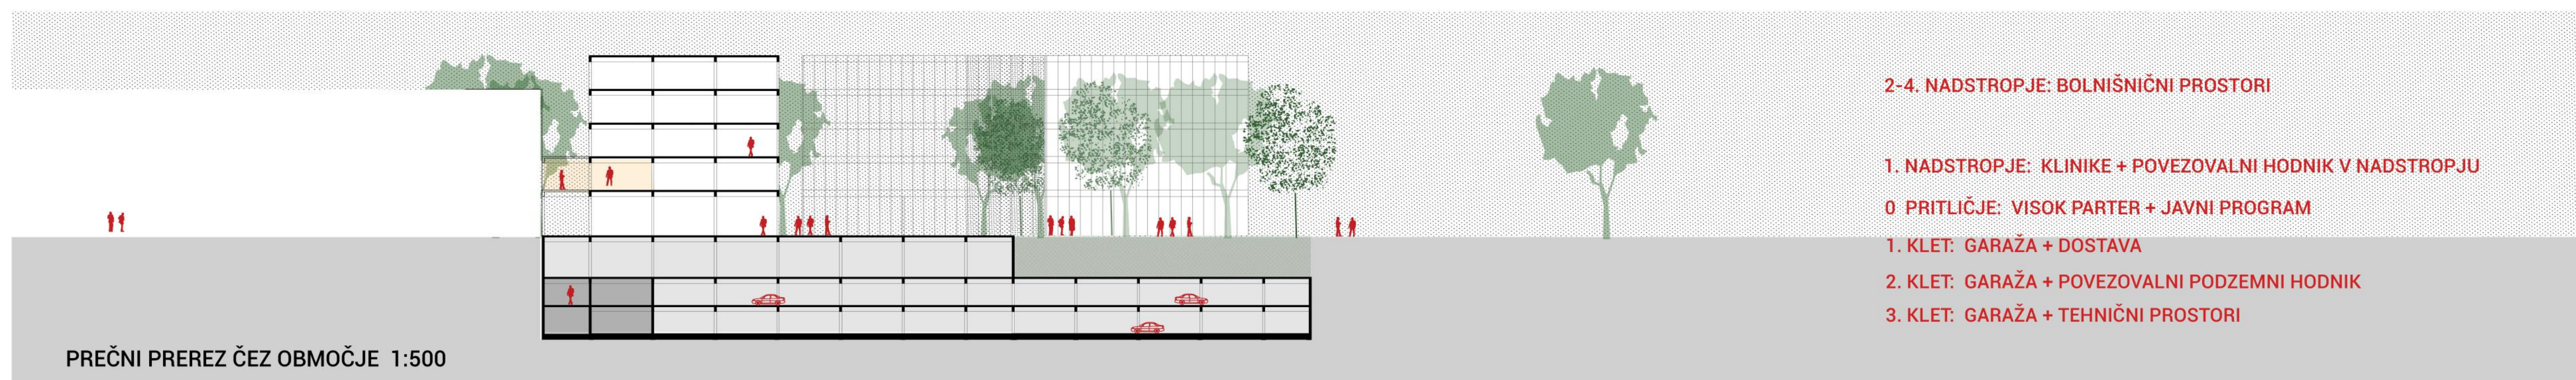 2-4. NADSTROPJE: BOLNIŠNIČNI PROSTORI
1. NADSTROPJE: KLINIKE + POVEZOVALNI HODNIK V NADSTROPJU
0 PRITLIČJE: VISOK PARTER + JAVNI PROGRAM
1. KLET: GARAŽA + DOSTAVA
2. KLET: GARAŽA + POVEZOVALNI PODZEMNI HODNIK
3. KLET: GARAŽA + TEHNIČNI PROSTORI
PREČNI PREREZ ČEZ OBMOČJE 1:500